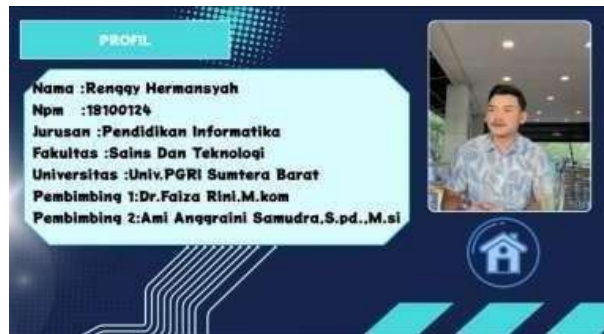 PROFIL
Nama :Renggy Hermansyah
Npm :18100124
Jurusan :Pendidikan Informatika
Fakultas :Sains Dan Teknologi
Universitas :Univ.PGRI Sumtera Barat
Pembimbing 1:Dr.Faiza Rini.M.kom
Pembimbing 2:Ami Anggraini Samudra,S.pd.,M.si